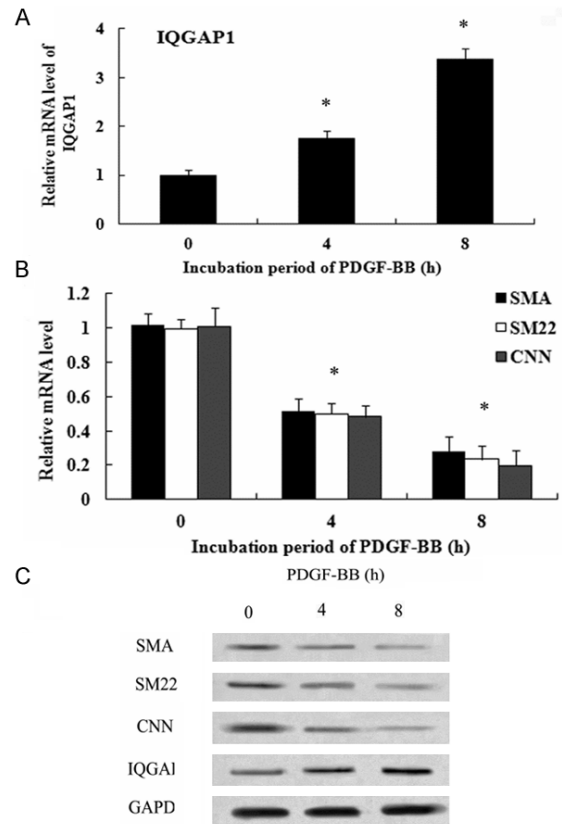 A
IQGAP1
Relative mRNA level of
IQGAP1
4
3
2
1
0
*
*
0 4 8
Incubation period of PDGF-BB (h)
B
Relative mRNA level
1.2
1
0.8
0.6
0.4
0.2
0
SMA
SM22
CNN
*
*
0 4 8
Incubation period of PDGF-BB (h)
C
PDGF-BB (h)
0 4 8
SMA
SM22
CNN
IQGAI
GAPD